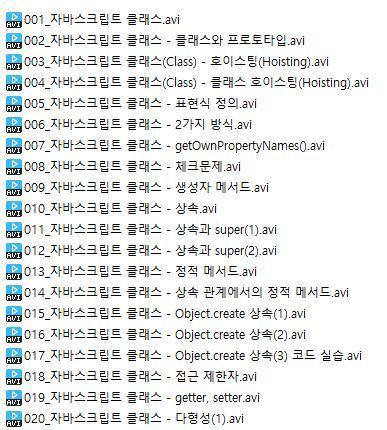 001_자바스크립트 클래스.avi
002_자바스크립트 클래스 - 클래스와 프로토타입.avi
003_자바스크립트 클래스(Class) - 호이스팅(Hoisting).avi
004_자바스크립트 클래스(Class) - 클래스 호이스팅(Hoisting).avi
005_자바스크립트 클래스 - 표현식 정의.avi
006_자바스크립트 클래스 - 2가지 방식.avi
007_자바스크립트 클래스 - getOwnPropertyNames().avi
008_자바스크립트 클래스 - 체크문제.avi
009_자바스크립트 클래스 - 생성자 메서드.avi
010_자바스크립트 클래스 - 상속.avi
011_자바스크립트 클래스 - 상속과 super(1).avi
012_자바스크립트 클래스 - 상속과 super(2).avi
013_자바스크립트 클래스 - 정적 메서드.avi
014_자바스크립트 클래스 - 상속 관계에서의 정적 메서드.avi
015_자바스크립트 클래스 - Object.create 상속(1).avi
016_자바스크립트 클래스 - Object.create 상속(2).avi
017_자바스크립트 클래스 - Object.create 상속(3) 코드 실습.avi
018_자바스크립트 클래스 - 접근 제한자.avi
019_자바스크립트 클래스 - getter, setter.avi
020_자바스크립트 클래스 - 다형성(1).avi